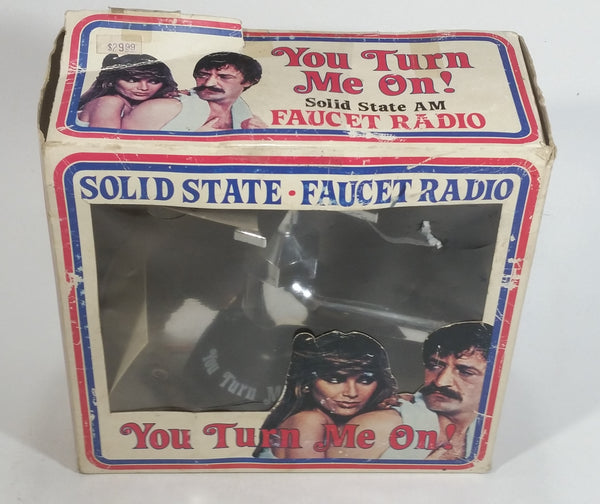 $29.99
You Turn
Me On!
Solid State AM
FAUCET RADIO
SOLID STATE · FAUCET RADIO
You Turn M
You Turn Me On!